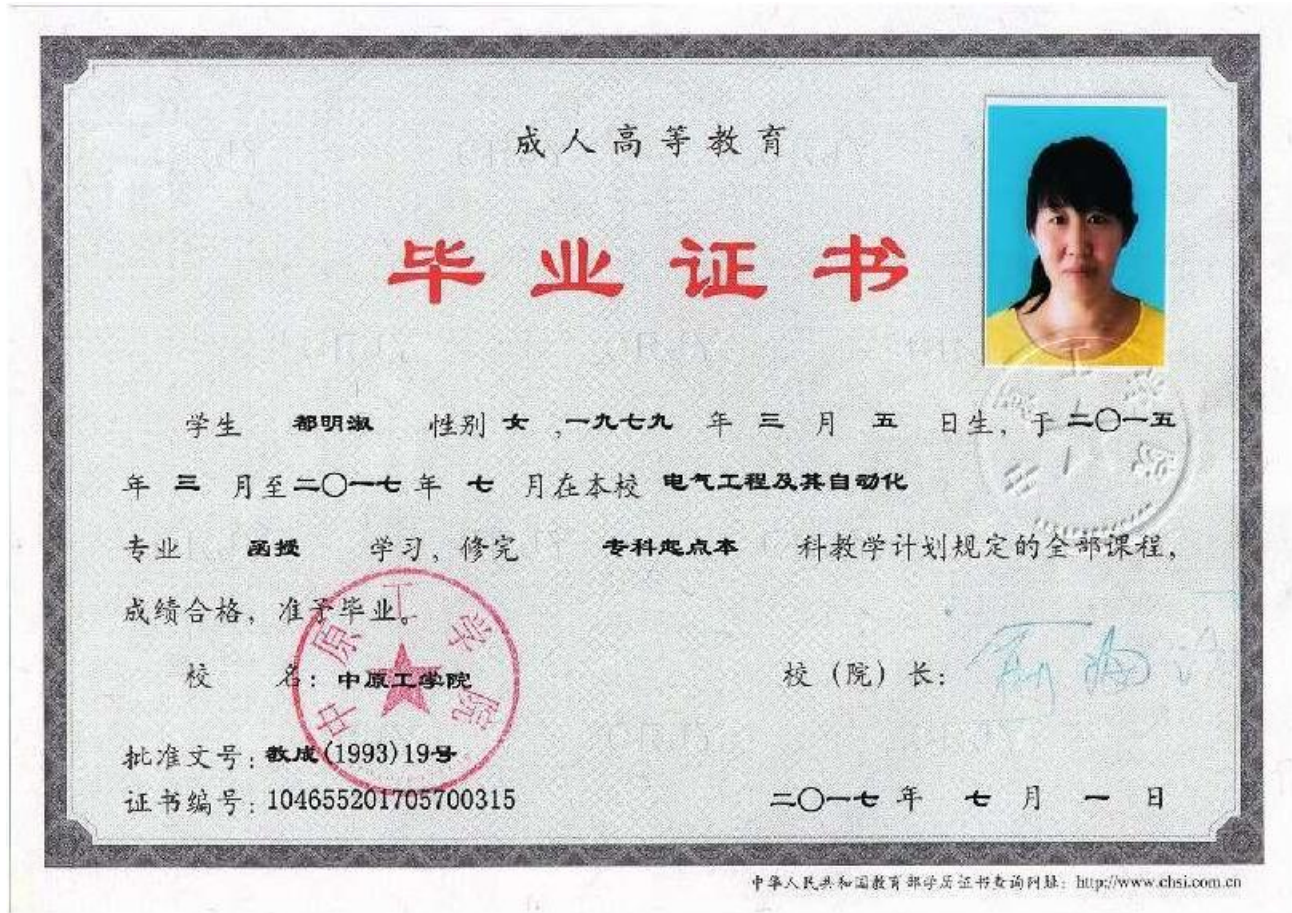 成人高等教育
毕业证书
学生 都明淑 性别 女 ,一九七九 年 三 月 五 日生, 于 二〇一五
年 三 月至二〇一七年 七 月在本校 电气工程及其自动化
专业 函授 学习, 修完 专科起点本 科教学计划规定的全部课程,
成绩合格, 准予毕业。
校 名: 中原工学院
校（院）长:
中原工学院
批准文号: 教成(1993)19号
证书编号: 104655201705700315
二〇一七 年 七 月 一 日
中华人民共和国教育部学历证书查询网址: http://www.chsi.com.cn